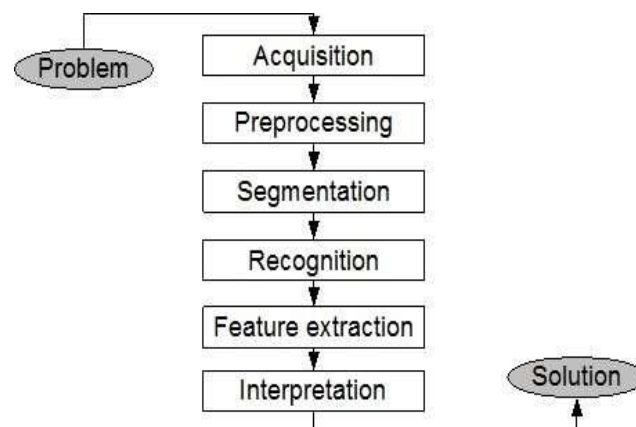 Problem
Acquisition
Preprocessing
Segmentation
Recognition
Feature extraction
Interpretation
Solution